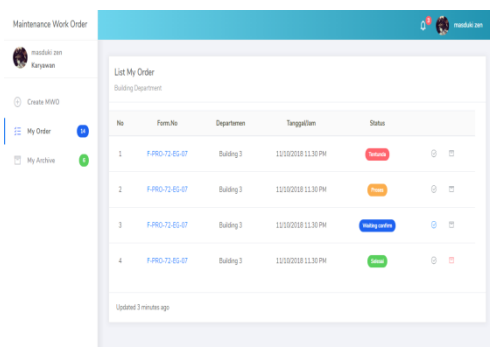 Maintenance Work Order
masduki zen
masduki zen
Karyawan
Create MWO
My Order 14
My Archive
List My Order
Building Department
No Form.No Departemen Tanggal/Jam Status
1 F-PRO-72-EG-07 Building 3 11/10/2018 11.30 PM Tertunda
2 F-PRO-72-EG-07 Building 3 11/10/2018 11.30 PM Proses
3 F-PRO-72-EG-07 Building 3 11/10/2018 11.30 PM Waiting confirm
4 F-PRO-72-EG-07 Building 3 11/10/2018 11.30 PM
Updated 3 minutes ago